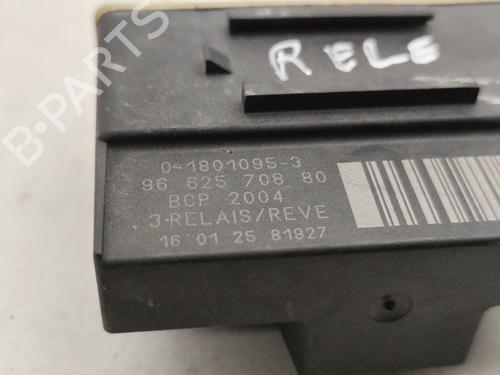 B-PARTS
RELE
0-1801095-3
96 625 708 80
BCP 2004
3-RELAIS/REVE
16 01 25 81927